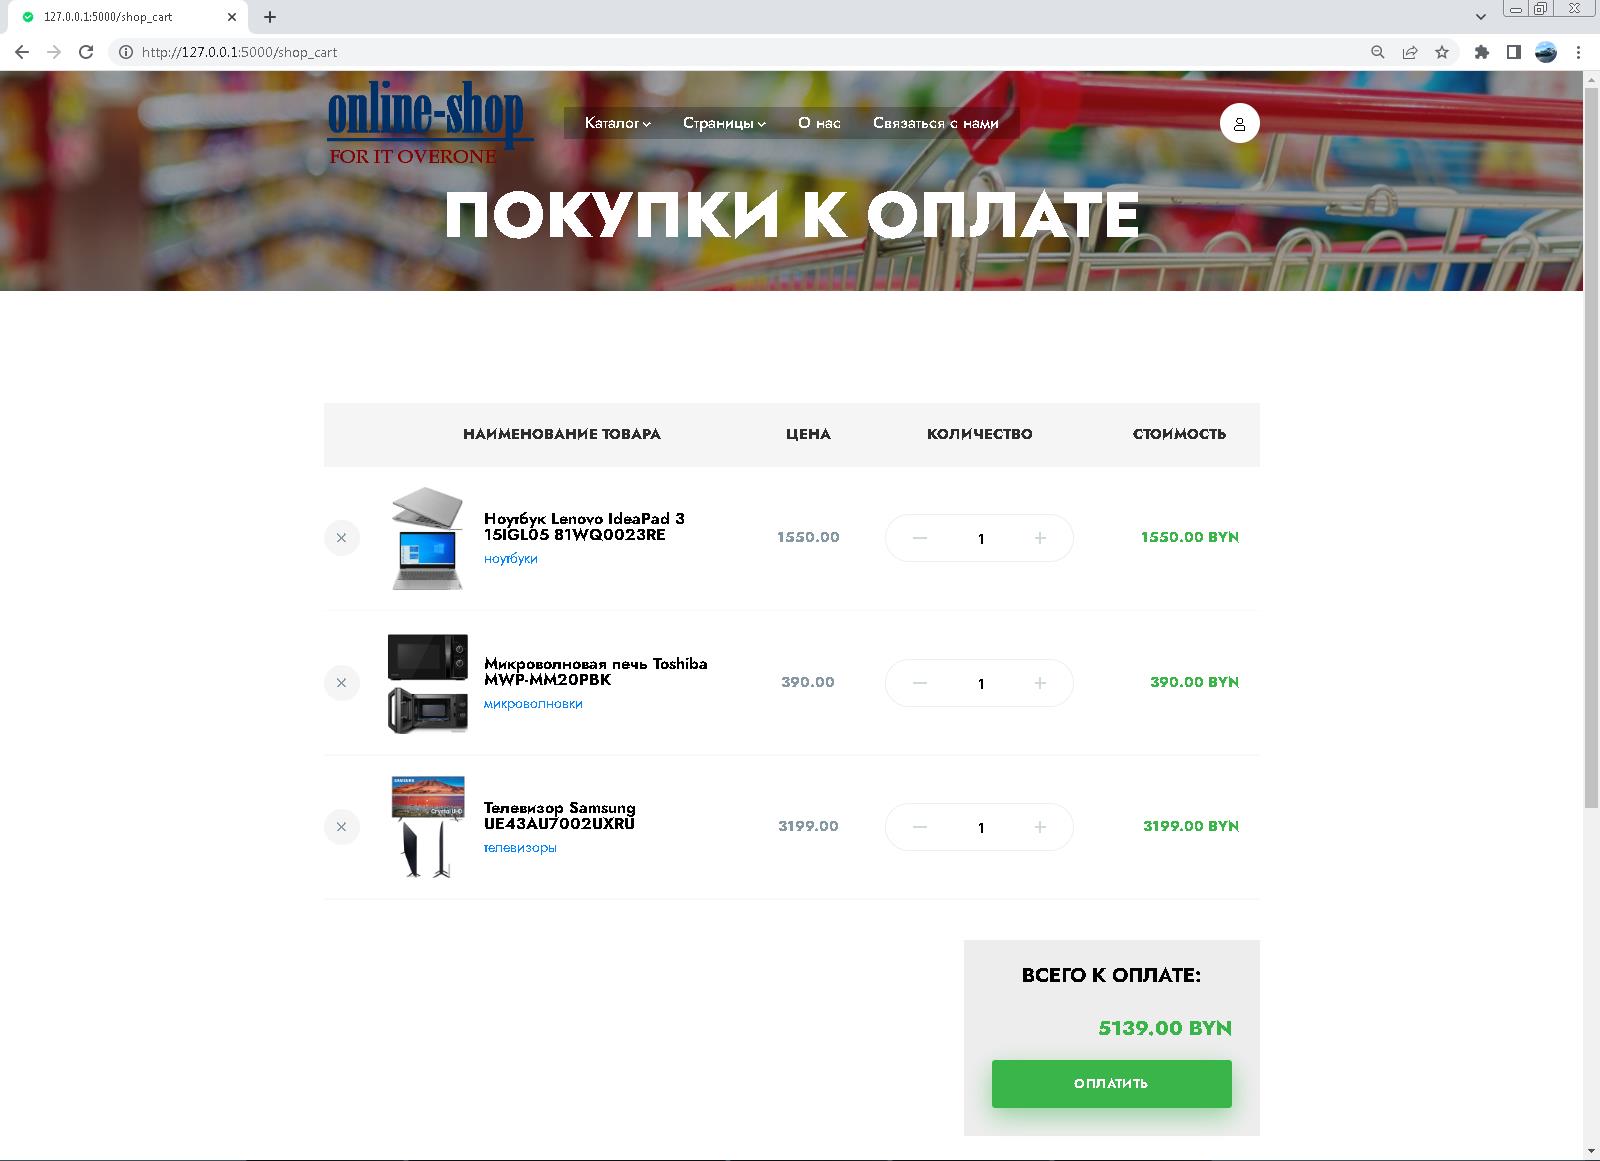 127.0.0.1:5000/shop_cart
http://127.0.0.1:5000/shop_cart
online-shop
FOR IT OVERONE
Каталог
Страницы
О нас
Связаться с нами
ПОКУПКИ К ОПЛАТЕ
НАИМЕНОВАНИЕ ТОВАРА
ЦЕНА
КОЛИЧЕСТВО
СТОИМОСТЬ
Ноутбук Lenovo IdeaPad 3
15IGL05 81WQ0023RE
ноутбуки
1550.00
1
1550.00 BYN
Микроволновая печь Toshiba
MWP-MM20PBK
микроволновки
390.00
1
390.00 BYN
SAMSUNG
Crystal UHD
Телевизор Samsung
UE43AU7002UXRU
телевизоры
3199.00
1
3199.00 BYN
ВСЕГО К ОПЛАТЕ:
5139.00 BYN
ОПЛАТИТЬ